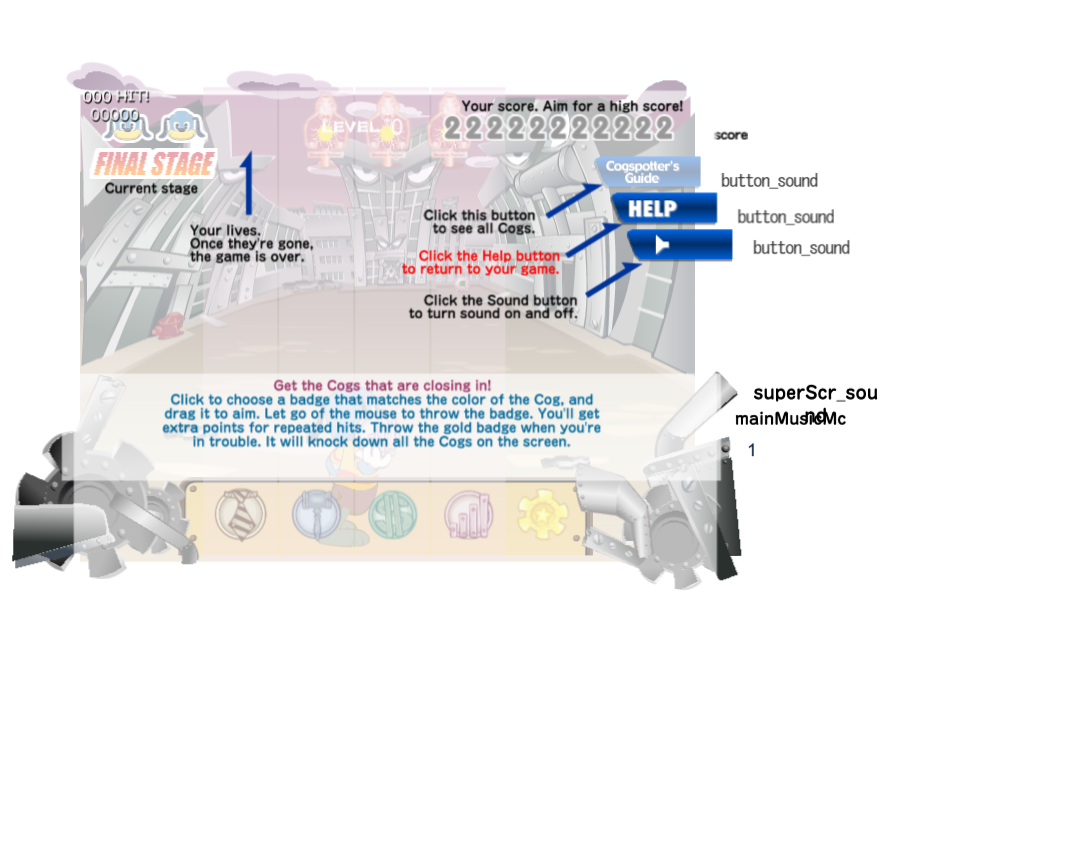 000 HIT!
00000
FINAL STAGE
Current stage
LEVEL 0
Your score. Aim for a high score!
22222222222
score
Cogspotter's
Guide
button_sound
HELP
button_sound
button_sound
Your lives.
Once they're gone,
the game is over.
Click this button
to see all Cogs.
Click the Help button
to return to your game.
Click the Sound button
to turn sound on and off.
Get the Cogs that are closing in!
Click to choose a badge that matches the color of the Cog, and
drag it to aim. Let go of the mouse to throw the badge. You'll get
extra points for repeated hits. Throw the gold badge when you're
in trouble. It will knock down all the Cogs on the screen.
superScr_sou
nd
mainMusicMc
1